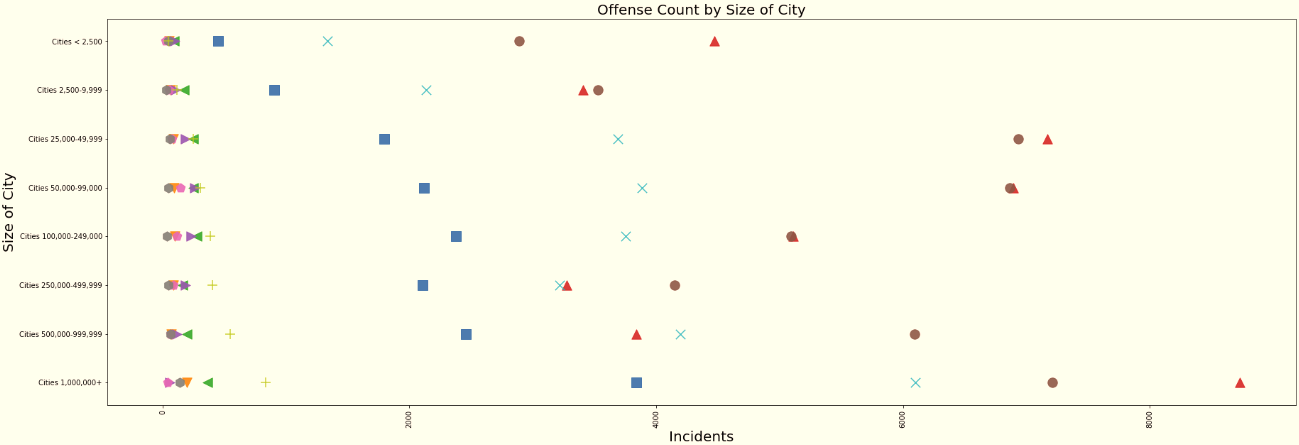 Offense Count by Size of City
Size of City
Cities < 2,500
Cities 2,500-9,999
Cities 25,000-49,999
Cities 50,000-99,000
Cities 100,000-249,000
Cities 250,000-499,999
Cities 500,000-999,999
Cities 1,000,000+
0 2000 4000 6000 8000
Incidents